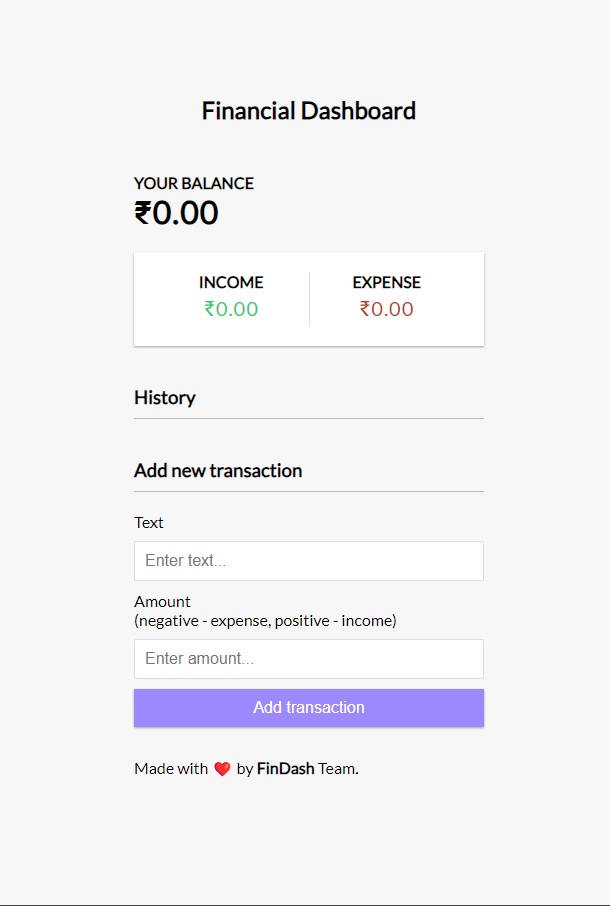 Financial Dashboard
YOUR BALANCE
₹0.00
INCOME EXPENSE
₹0.00 ₹0.00
History
Add new transaction
Text
Enter text...
Amount
(negative - expense, positive - income)
Enter amount...
Add transaction
Made with ❤️ by FinDash Team.